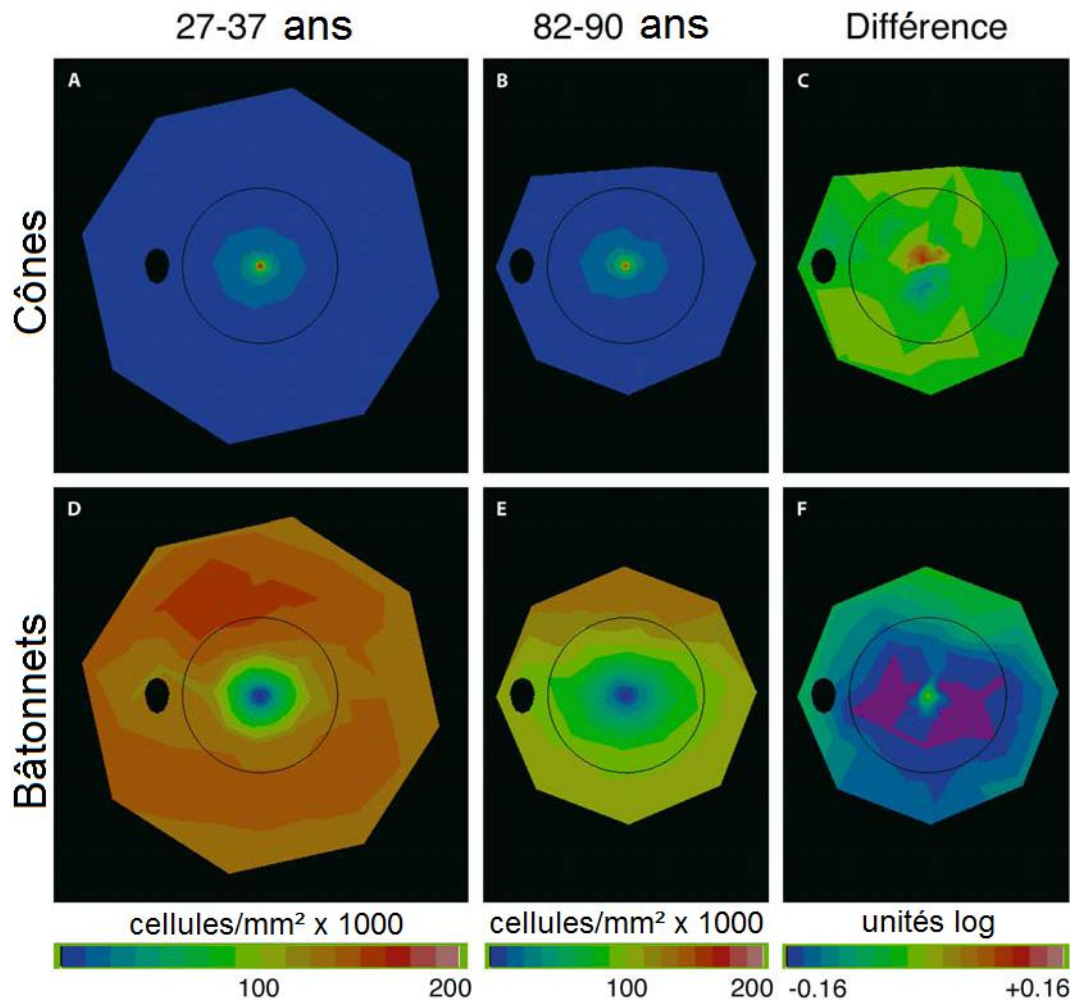 27-37 ans
82-90 ans
Différence
Cônes
A
B
C
Bâtonnets
D
E
F
cellules/mm² x 1000
cellules/mm² x 1000
unités log
100 200
100 200
-0.16 +0.16